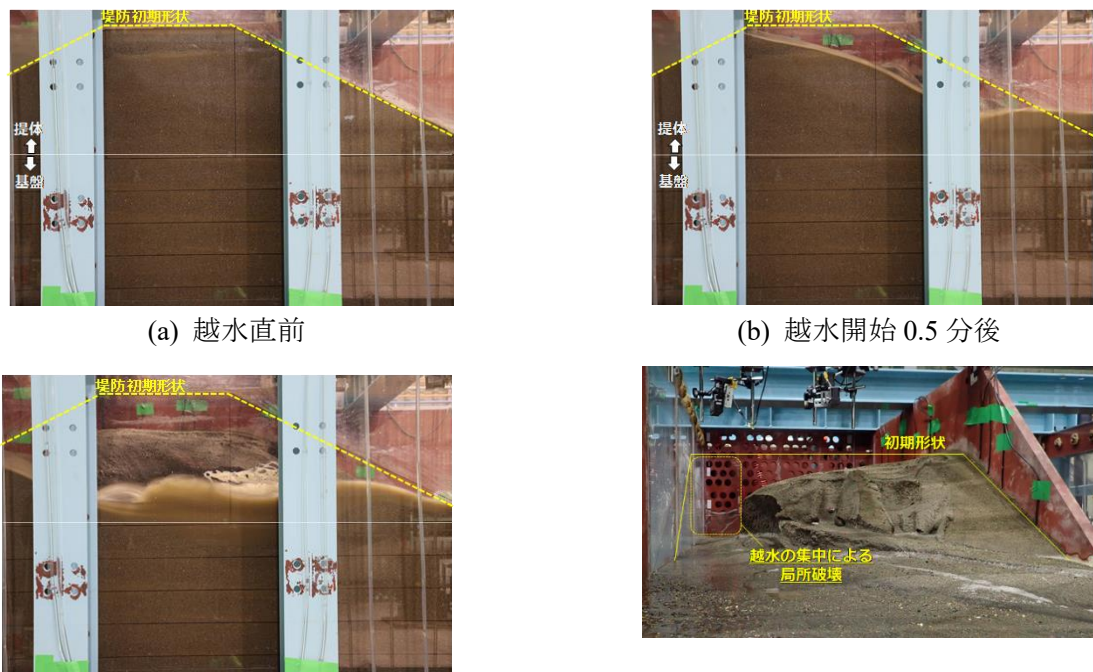 堤防初期形状
提体
基盤
(a) 越水直前
堤防初期形状
提体
基盤
(b) 越水開始 0.5 分後
堤防初期形状
初期形状
越水の集中による
局所破壊